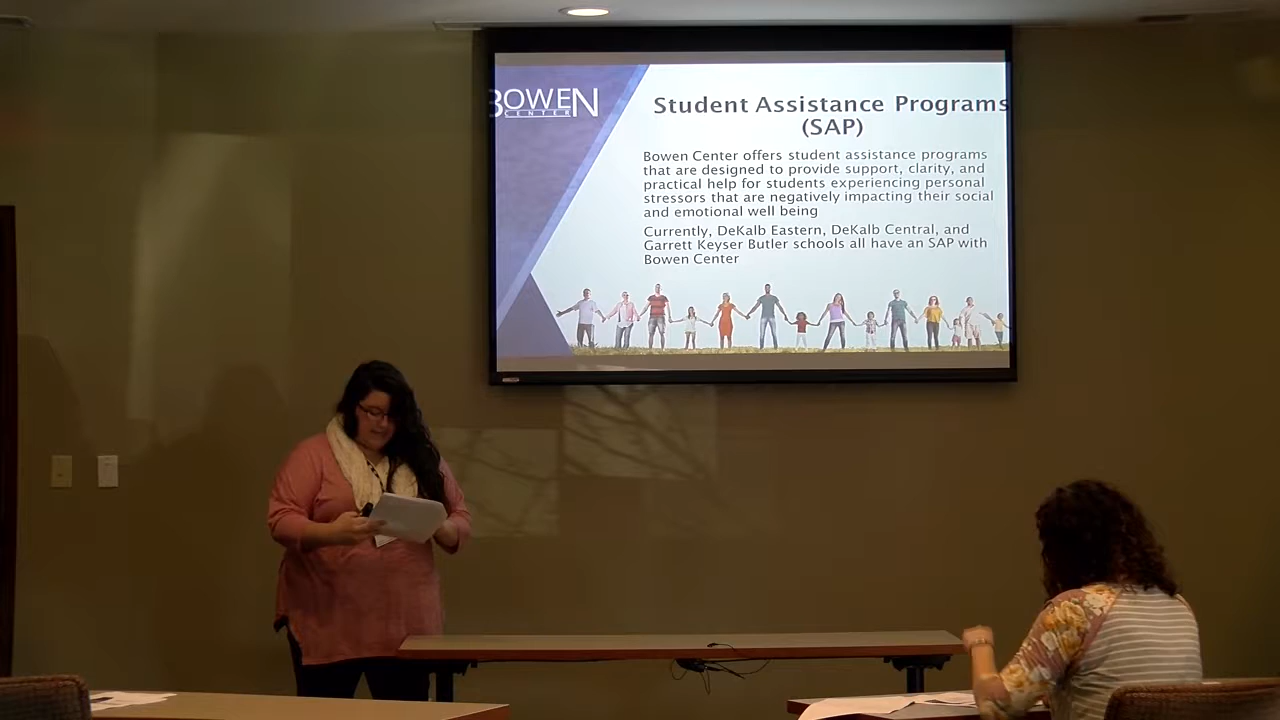 BOWEN
CENTER
Student Assistance Programs
(SAP)
Bowen Center offers student assistance programs
that are designed to provide support, clarity, and
practical help for students experiencing personal
stressors that are negatively impacting their social
and emotional well being
Currently, DeKalb Eastern, DeKalb Central, and
Garrett Keyser Butler schools all have an SAP with
Bowen Center